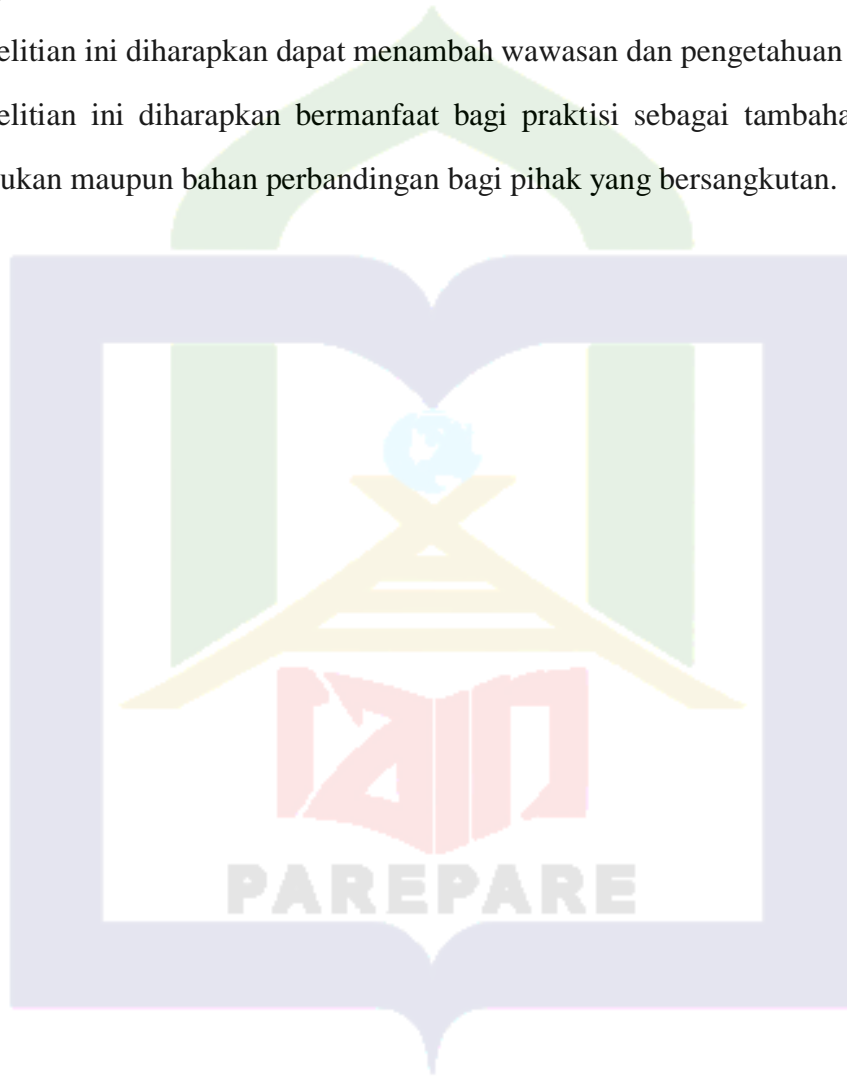 elitian ini diharapkan dapat menambah wawasan dan pengetahuan
elitian ini diharapkan bermanfaat bagi praktisi sebagai tambaha
ukan maupun bahan perbandingan bagi pihak yang bersangkutan.
iain
PAREPARE